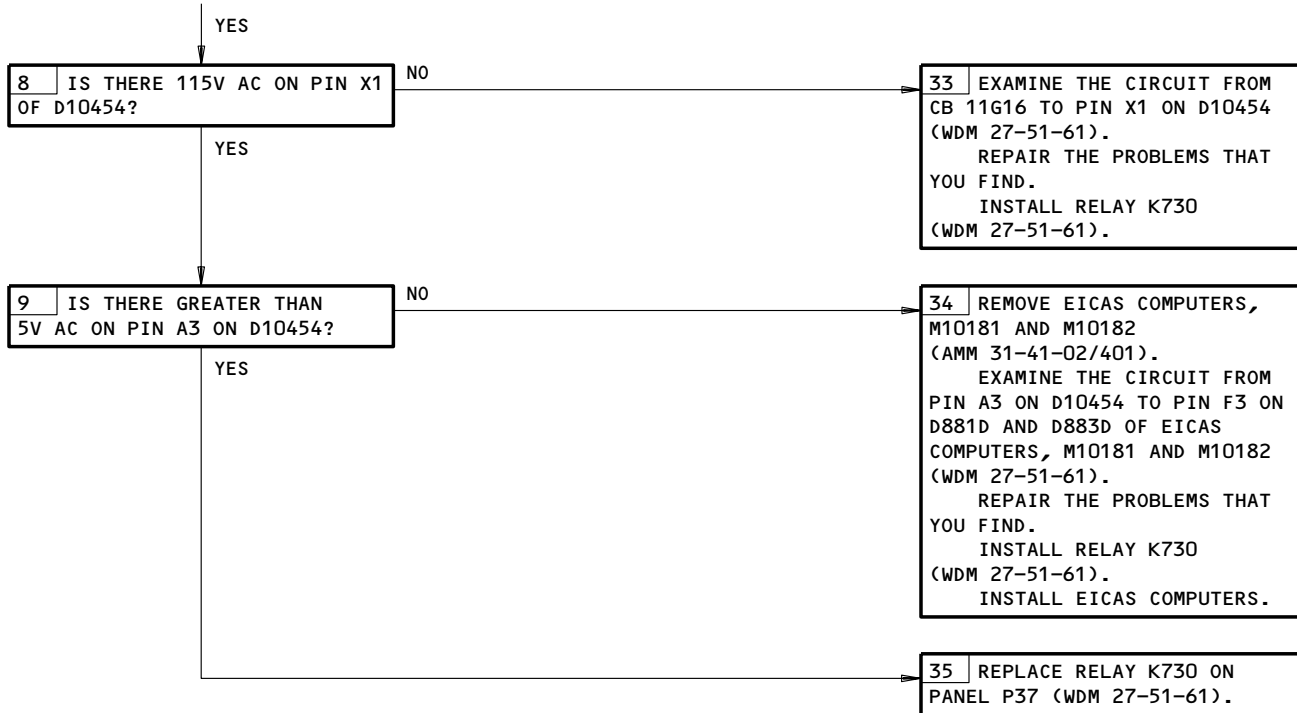 YES
8 IS THERE 115V AC ON PIN X1
OF D10454?
NO
YES
33 EXAMINE THE CIRCUIT FROM
CB 11G16 TO PIN X1 ON D10454
(WDM 27-51-61).
REPAIR THE PROBLEMS THAT
YOU FIND.
INSTALL RELAY K730
(WDM 27-51-61).
9 IS THERE GREATER THAN
5V AC ON PIN A3 ON D10454?
NO
YES
34 REMOVE EICAS COMPUTERS,
M10181 AND M10182
(AMM 31-41-02/401).
EXAMINE THE CIRCUIT FROM
PIN A3 ON D10454 TO PIN F3 ON
D881D AND D883D OF EICAS
COMPUTERS, M10181 AND M10182
(WDM 27-51-61).
REPAIR THE PROBLEMS THAT
YOU FIND.
INSTALL RELAY K730
(WDM 27-51-61).
INSTALL EICAS COMPUTERS.
35 REPLACE RELAY K730 ON
PANEL P37 (WDM 27-51-61).